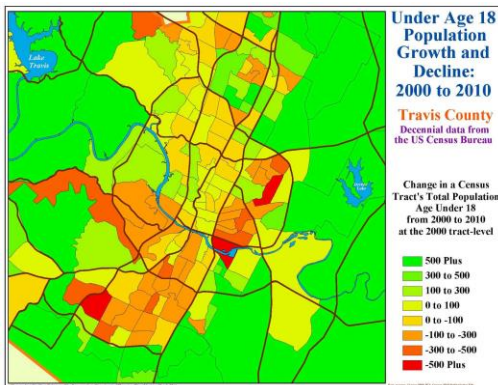 Under Age 18
Population
Growth and
Decline:
2000 to 2010
Travis County
Decennial data from
the US Census Bureau
Change in a Census
Tract's Total Population
Age Under 18
from 2000 to 2010
at the 2000 tract-level
500 Plus
300 to 500
100 to 300
0 to 100
0 to -100
-100 to -300
-300 to -500
-500 Plus
Lake
Travis